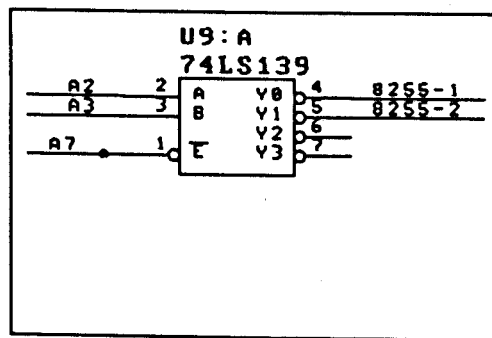 U9:A
74LS139
A2 2 A Y0 4 8255-1
A3 3 B Y1 5 8255-2
Y2 6
A7 1 E Y3 7